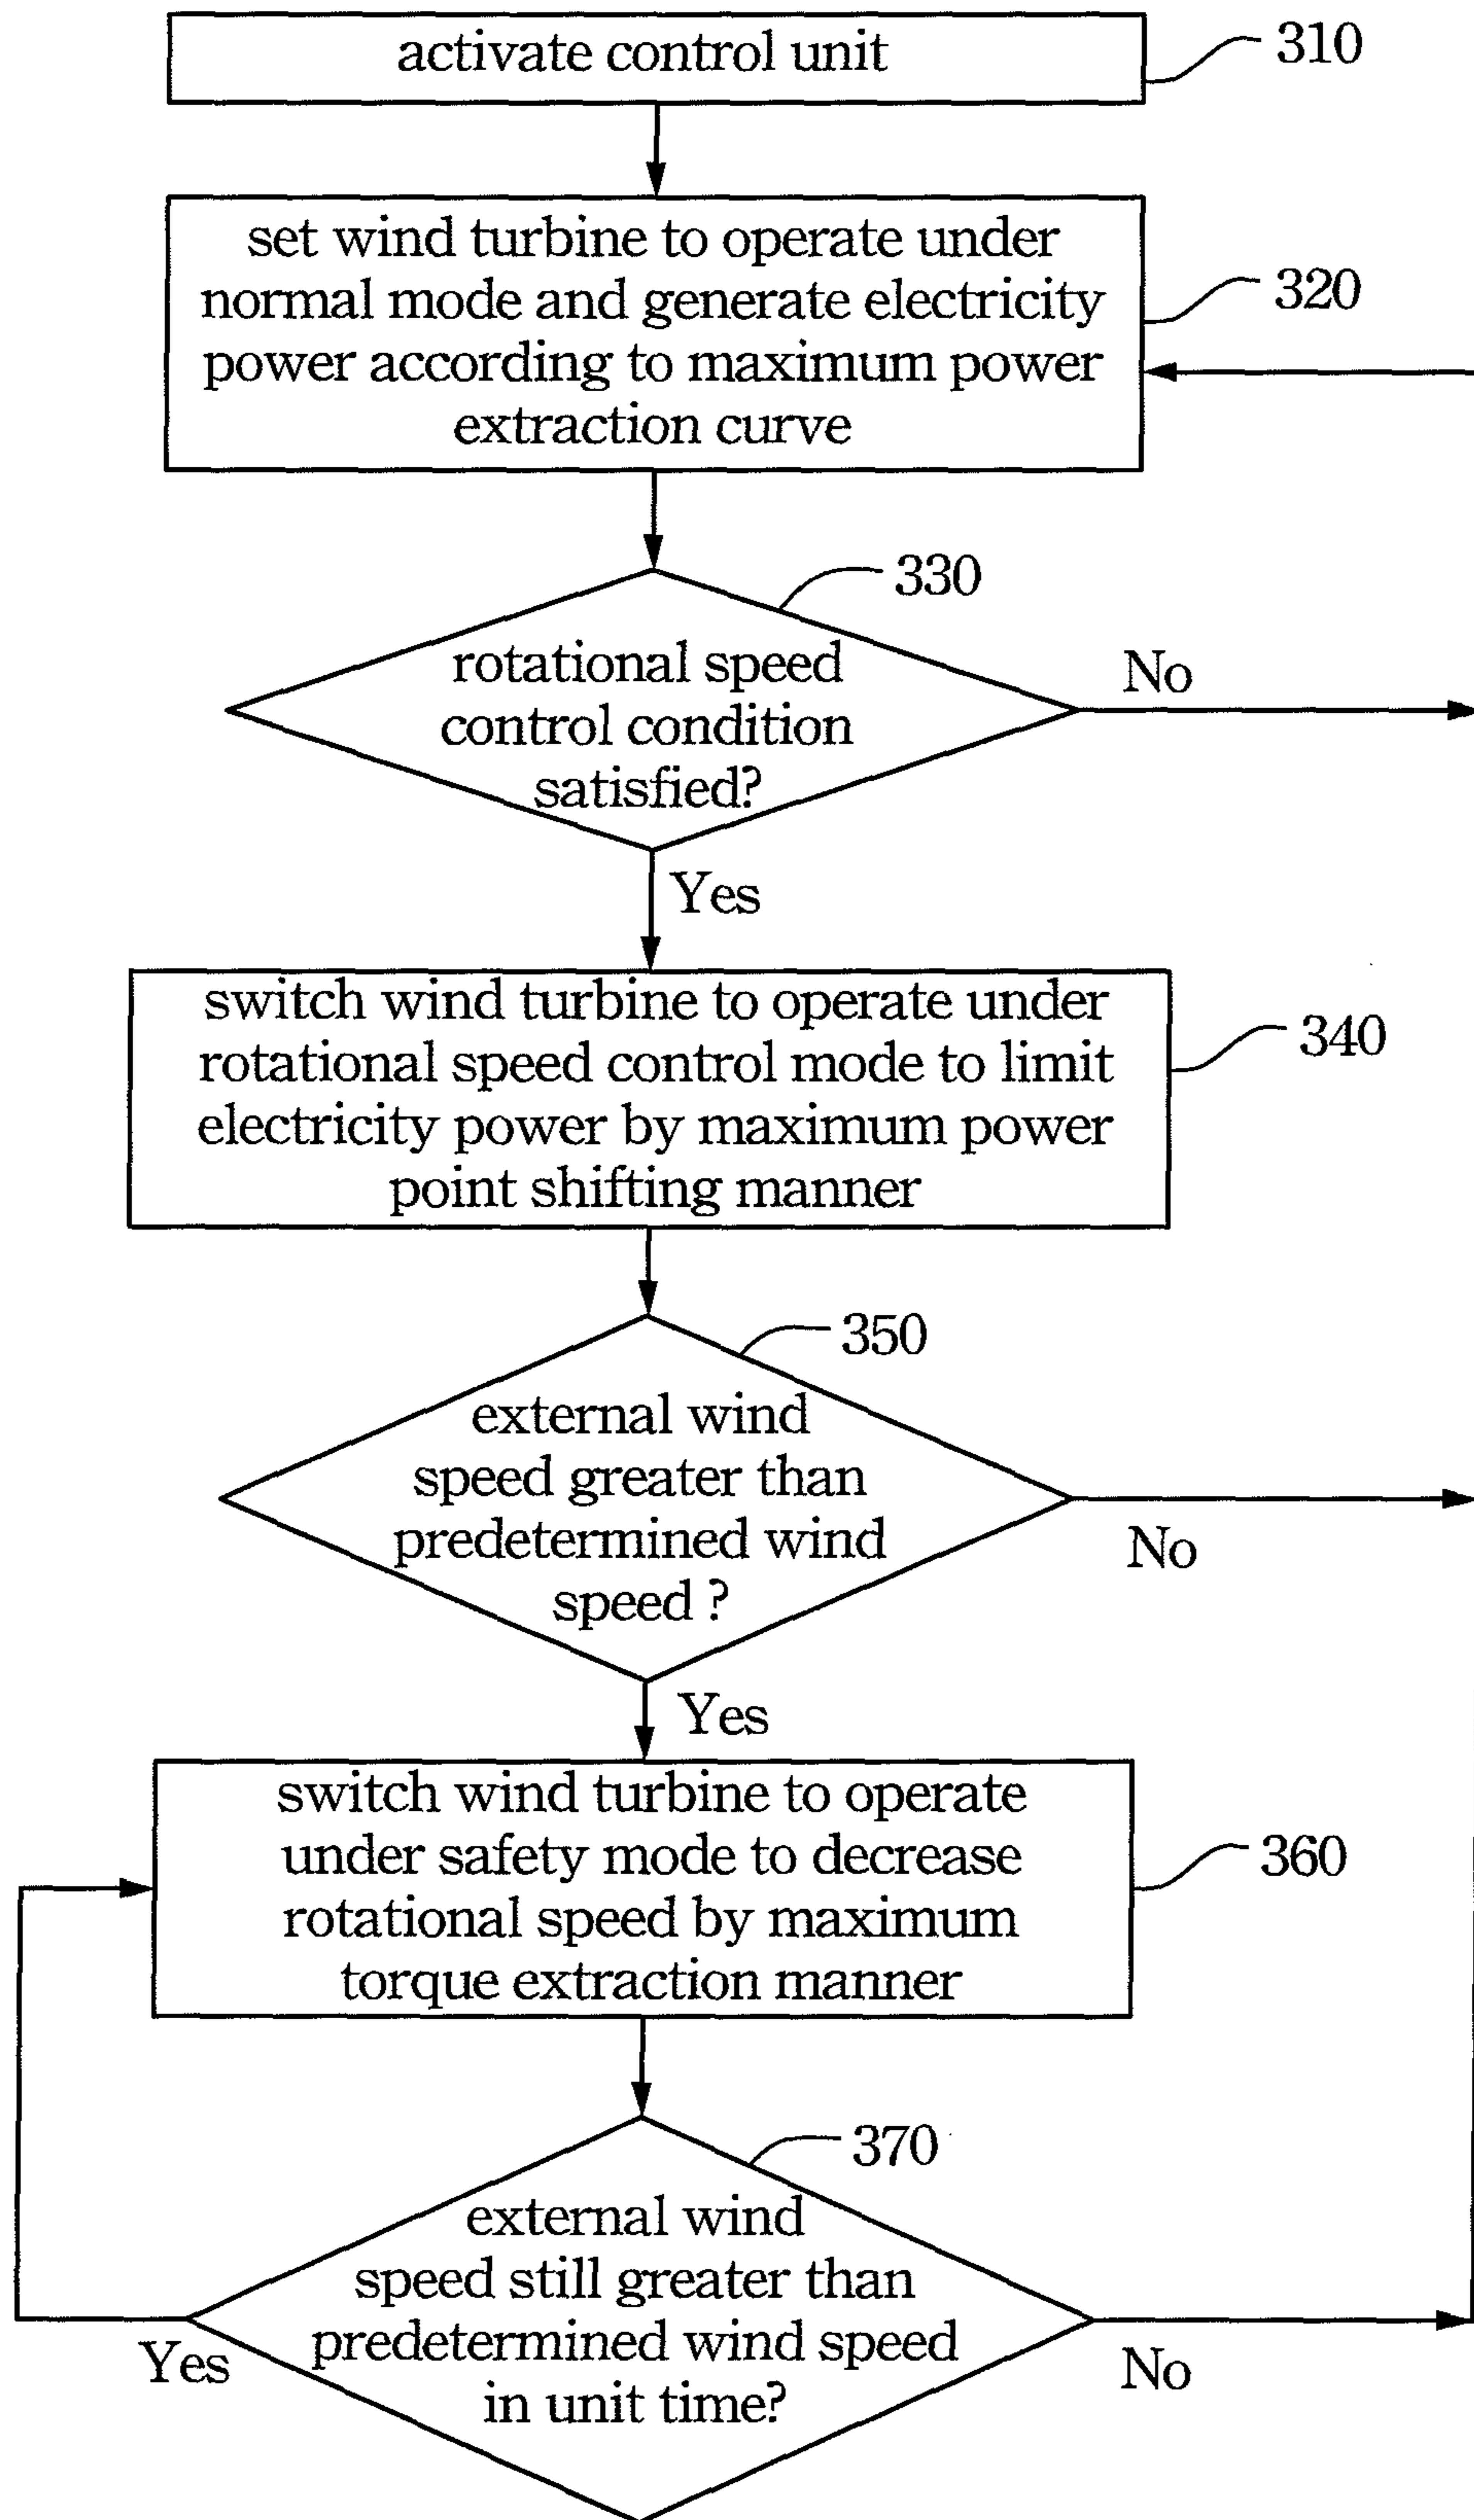 activate control unit
310
set wind turbine to operate under
normal mode and generate electricity
power according to maximum power
extraction curve
320
330
rotational speed
control condition
satisfied?
No
Yes
switch wind turbine to operate under
rotational speed control mode to limit
electricity power by maximum power
point shifting manner
340
350
external wind
speed greater than
predetermined wind
speed ?
No
Yes
switch wind turbine to operate
under safety mode to decrease
rotational speed by maximum
torque extraction manner
360
370
external wind
speed still greater than
predetermined wind speed
in unit time?
Yes
No